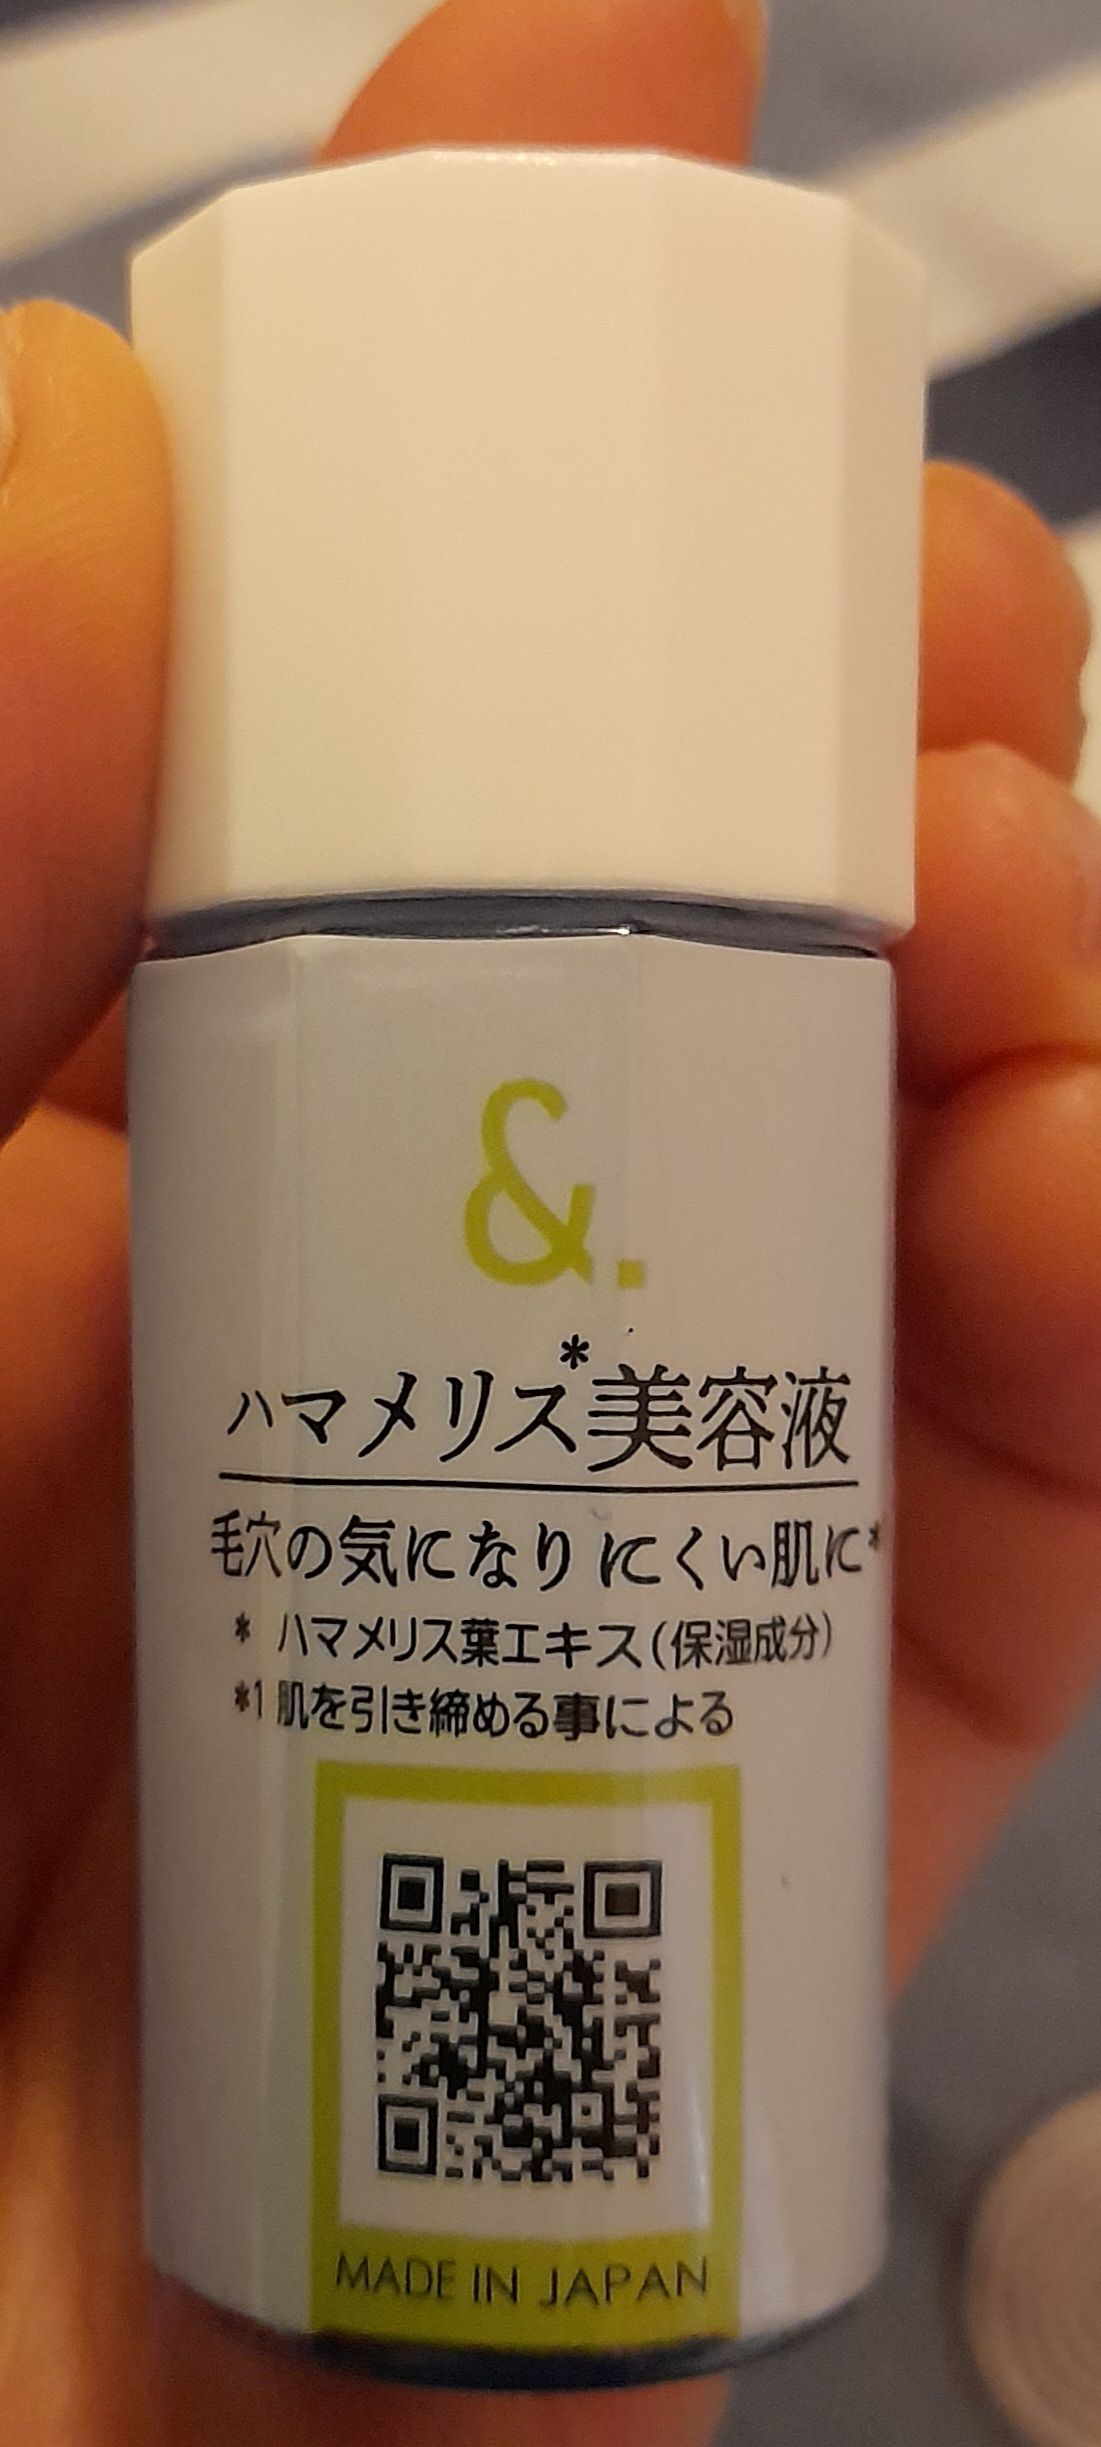 &.
ハマメリス*美容液
毛穴の気になりにくい肌に*
* ハマメリス葉エキス(保湿成分)
*1 肌を引き締める事による
MADE IN JAPAN